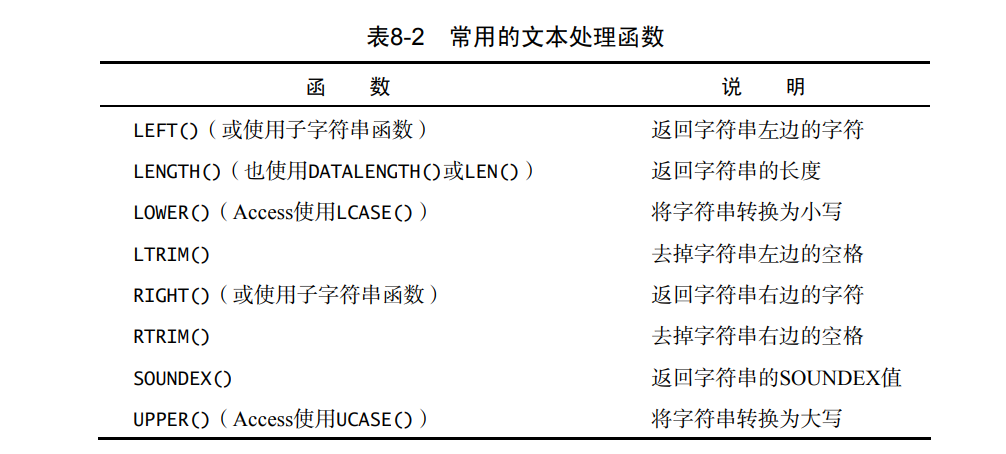 表8-2 常用的文本处理函数
函 数 说 明
LEFT()(或使用子字符串函数) 返回字符串左边的字符
LENGTH()(也使用DATALENGTH()或LEN()) 返回字符串的长度
LOWER()(Access使用LCASE()) 将字符串转换为小写
LTRIM() 去掉字符串左边的空格
RIGHT()(或使用子字符串函数) 返回字符串右边的字符
RTRIM() 去掉字符串右边的空格
SOUNDEX() 返回字符串的SOUNDEX值
UPPER()(Access使用UCASE()) 将字符串转换为大写